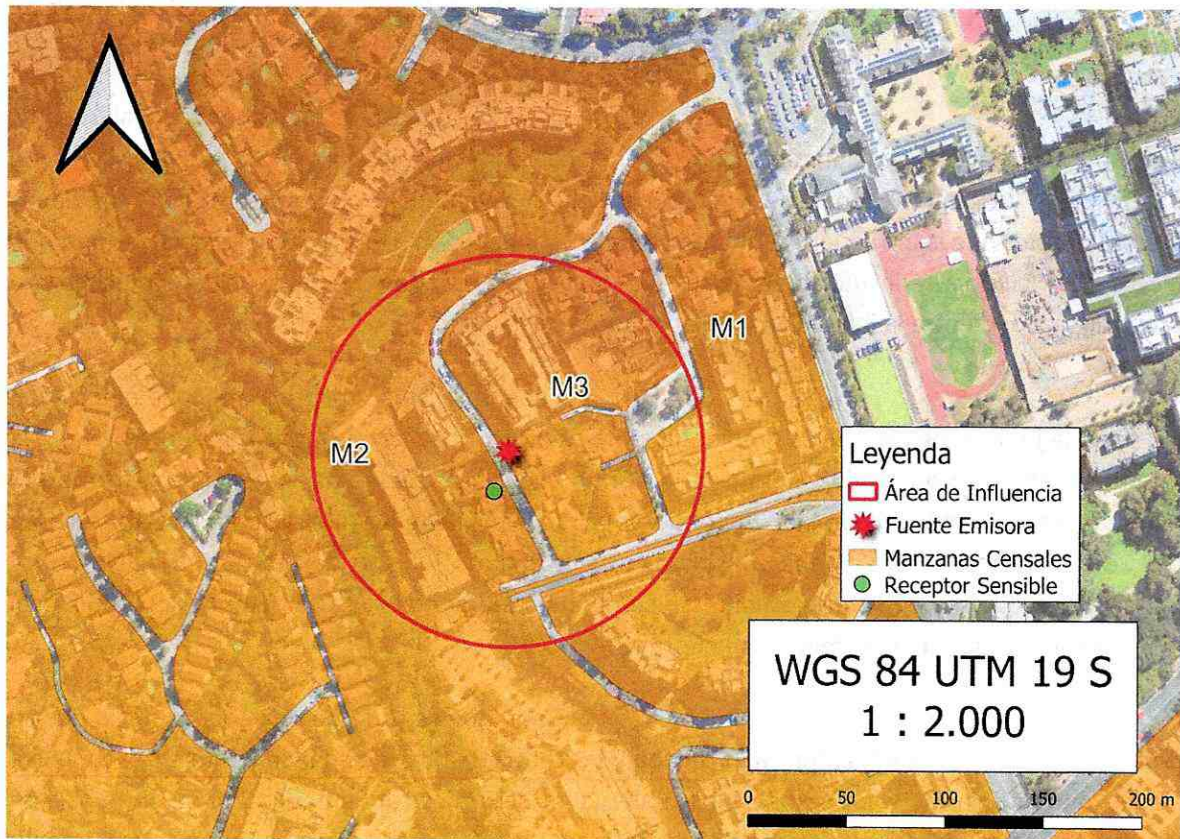 M1
M3
M2
Leyenda
Área de Influencia
Fuente Emisora
Manzanas Censales
Receptor Sensible
WGS 84 UTM 19 S
1 : 2.000
0 50 100 150 200 m